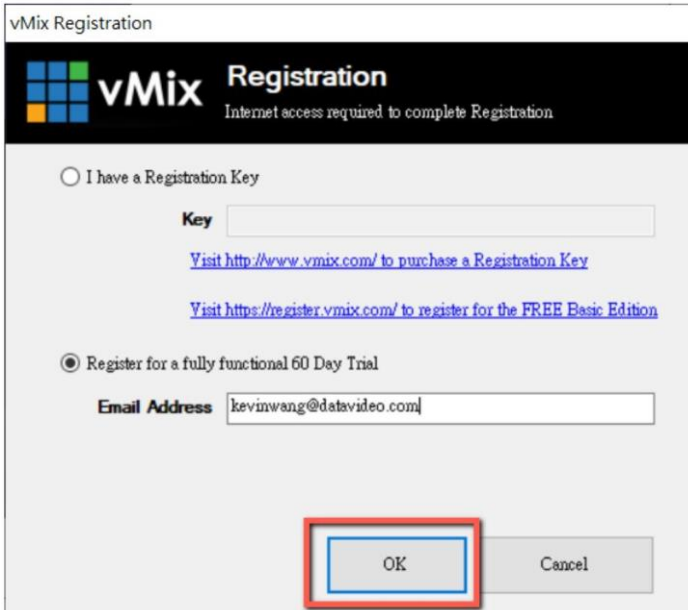 vMix Registration
vMix
Registration
Internet access required to complete Registration
I have a Registration Key
Key
Visit http://www.vmix.com/ to purchase a Registration Key
Visit https://register.vmix.com/ to register for the FREE Basic Edition
Register for a fully functional 60 Day Trial
Email Address kevinwang@datavideo.com
OK Cancel